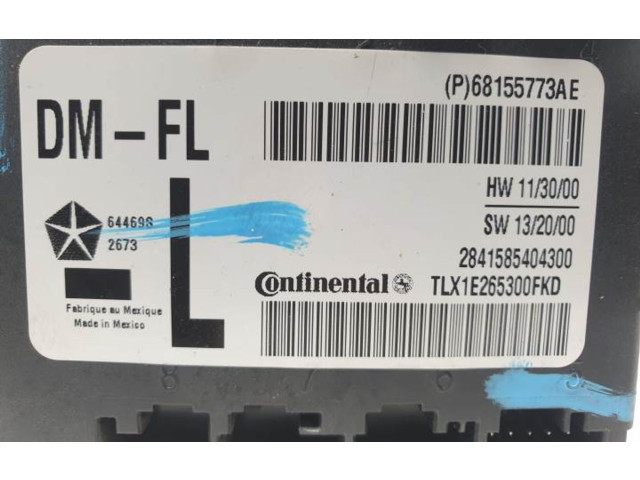 (P)68155773AE
DM-FL
HW 11/30/00
L
64469S
SW 13/20/00
2673
2841585404300
Continental
TLX1E265300FKD
Fabrique au Mexique
Made in Mexico